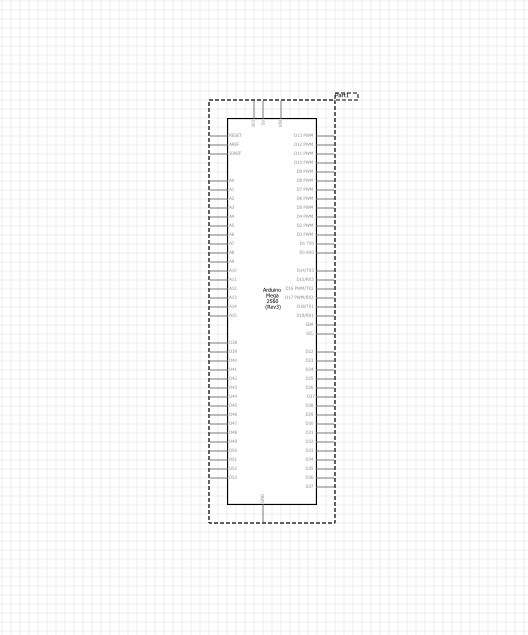 Part1
RESET
AREF
IOREF
A0
A1
A2
A3
A4
A5
A6
A7
A8
A9
A10
A11
A12
A13
A14
A15
D38
D39
D40
D41
D42
D43
D44
D45
D46
D47
D48
D49
D50
D51
D52
D53
Arduino
Mega
2560
(Rev3)
D13 PWM
D12 PWM
D11 PWM
D10 PWM
D9 PWM
D8 PWM
D7 PWM
D6 PWM
D5 PWM
D4 PWM
D3 PWM
D2 PWM
D1 TX0
D0 RX0
D14/TX3
D15/RX3
D16 PWM/TX2
D17 PWM/RX2
D18/TX1
D19/RX1
SDA
SCL
D22
D23
D24
D25
D26
D27
D28
D29
D30
D31
D32
D33
D34
D35
D36
D37
GND